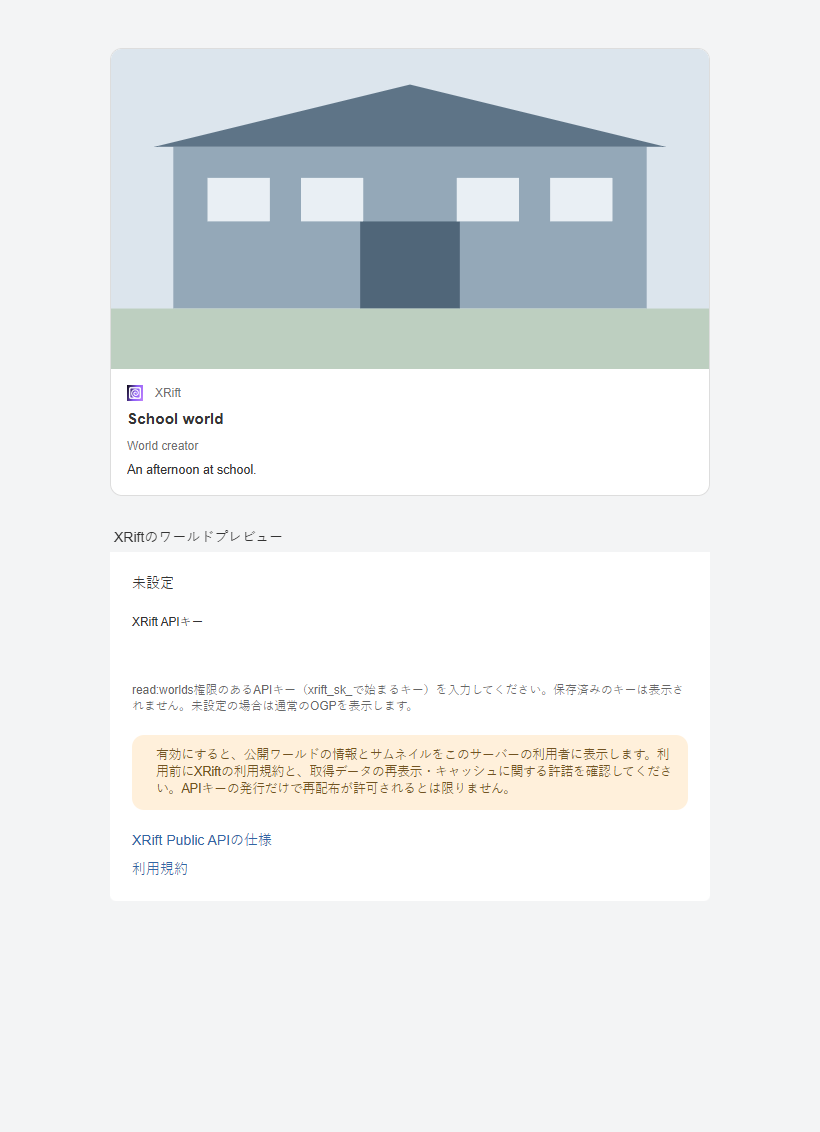 XRift
School world
World creator
An afternoon at school.
XRiftのワールドプレビュー
未設定
XRift APIキー
read:worlds権限のあるAPIキー（xrift_sk_で始まるキー）を入力してください。保存済みのキーは表示さ
れません。未設定の場合は通常のOGPを表示します。
有効にすると、公開ワールドの情報とサムネイルをこのサーバーの利用者に表示します。利
用前にXRiftの利用規約と、取得データの再表示・キャッシュに関する許諾を確認してくださ
い。APIキーの発行だけで再配布が許可されるとは限りません。
XRift Public APIの仕様
利用規約